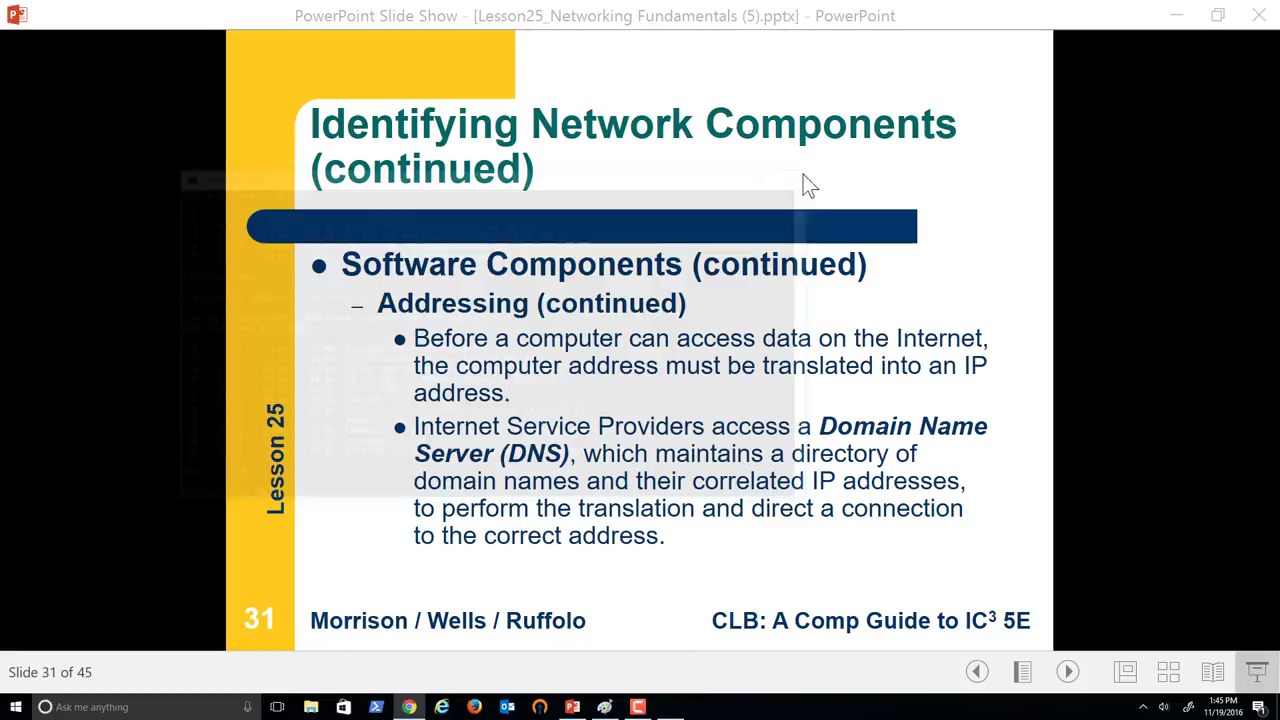 PowerPoint Slide Show - [Lesson25_Networking Fundamentals (5).pptx] - PowerPoint
Identifying Network Components
(continued)
● Software Components (continued)
– Addressing (continued)
● Before a computer can access data on the Internet,
the computer address must be translated into an IP
address.
● Internet Service Providers access a Domain Name
Server (DNS), which maintains a directory of
domain names and their correlated IP addresses,
to perform the translation and direct a connection
to the correct address.
Lesson 25
31
Morrison / Wells / Ruffolo
CLB: A Comp Guide to IC³ 5E
Slide 31 of 45
Ask me anything
1:45 PM
11/19/2016